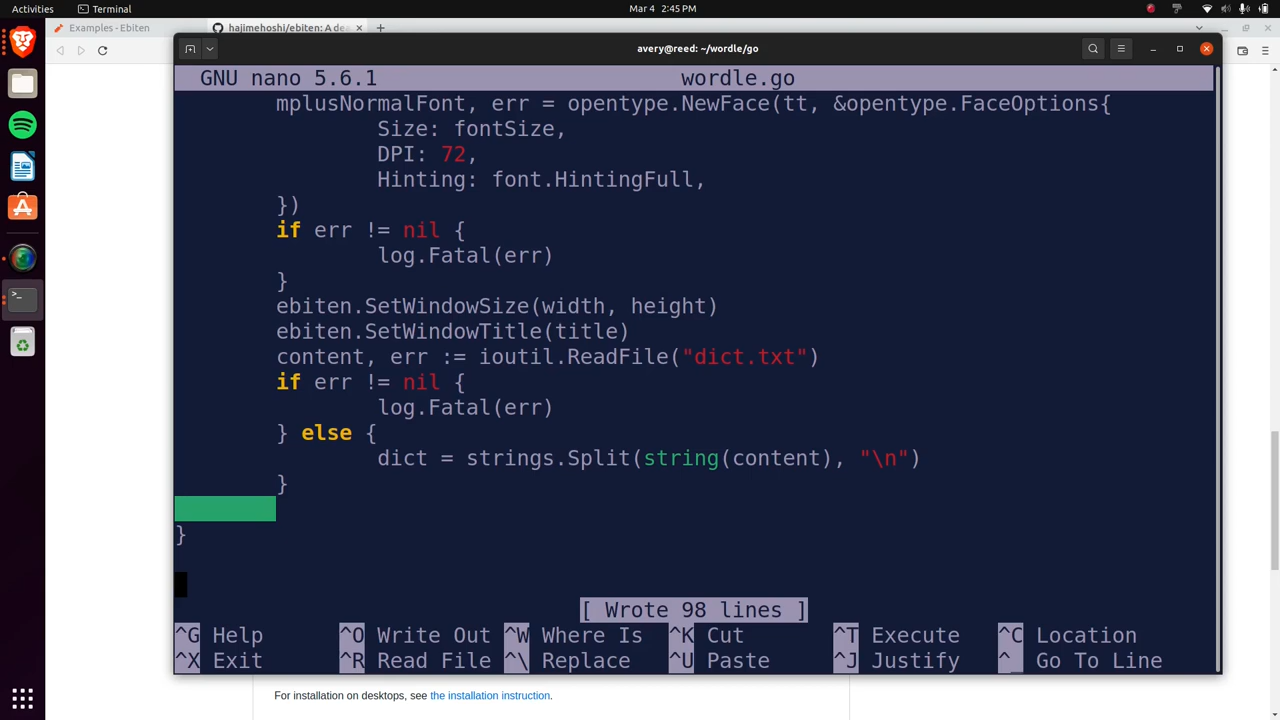 Activities
Terminal
Mar 4 2:45 PM
Examples - Ebiten
hajimehoshi/ebiten: A de
avery@reed: ~/wordle/go
GNU nano 5.6.1 wordle.go
mplusNormalFont, err = opentype.NewFace(tt, &opentype.FaceOptions{
Size: fontSize,
DPI: 72,
Hinting: font.HintingFull,
})
if err != nil {
log.Fatal(err)
}
ebiten.SetWindowSize(width, height)
ebiten.SetWindowTitle(title)
content, err := ioutil.ReadFile("dict.txt")
if err != nil {
log.Fatal(err)
} else {
dict = strings.Split(string(content), "\n")
}
}
[ Wrote 98 lines ]
^G Help ^O Write Out ^W Where Is ^K Cut ^T Execute ^C Location
^X Exit ^R Read File ^\ Replace ^U Paste ^J Justify ^_ Go To Line
For installation on desktops, see the installation instruction.